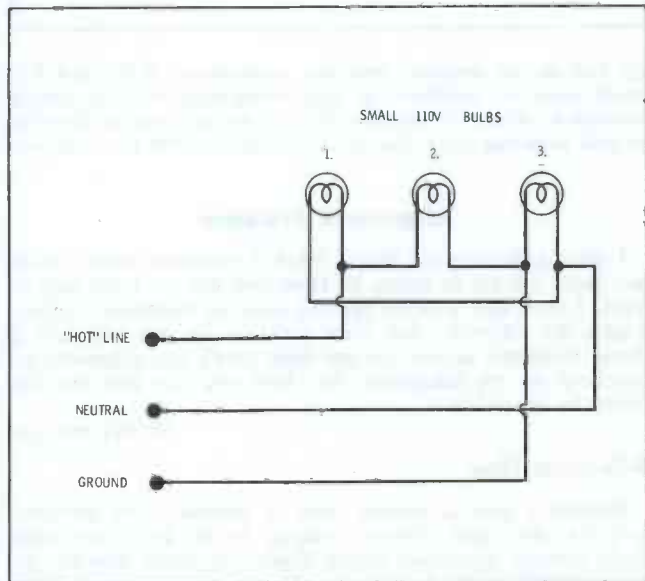 SMALL 110V BULBS
1. 2. 3.
"HOT" LINE
NEUTRAL
GROUND